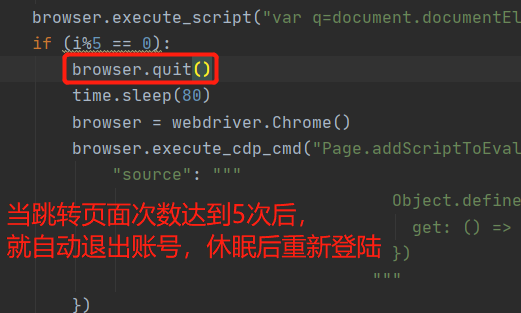 browser.execute_script("var q=document.documentEl
if (i%5 == 0):
browser.quit()
time.sleep(80)
browser = webdriver.Chrome()
browser.execute_cdp_cmd("Page.addScriptToEval
"source": """
Object.define
当跳转页面次数达到5次后，
get: () =>
就自动退出账号，休眠后重新登陆
})
"""
})